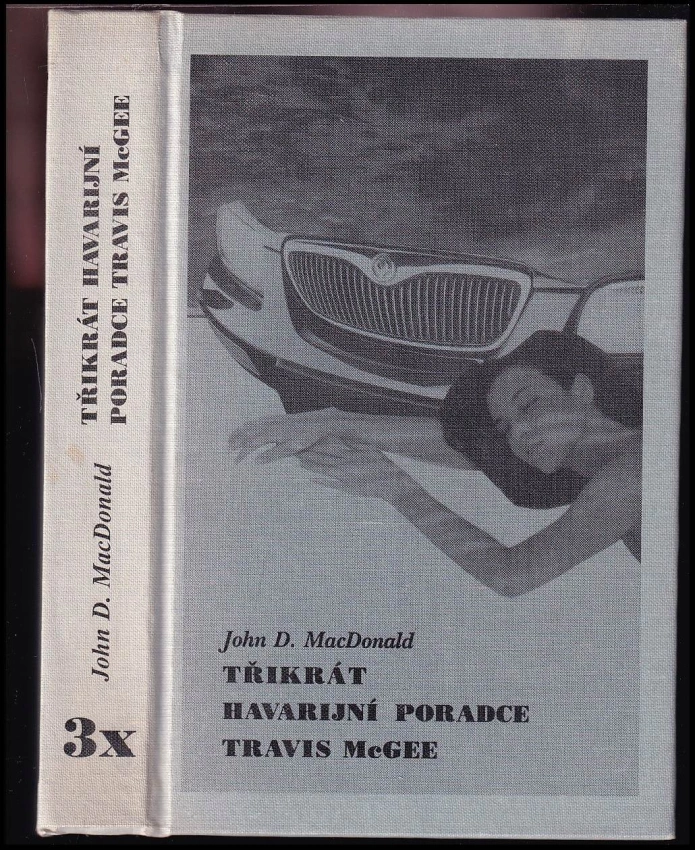 TŘIKRÁT HAVARIJNÍ
PORADCE TRAVIS McGEE
John D. MacDonald
3x
John D. MacDonald
TŘIKRÁT
HAVARIJNÍ PORADCE
TRAVIS McGEE